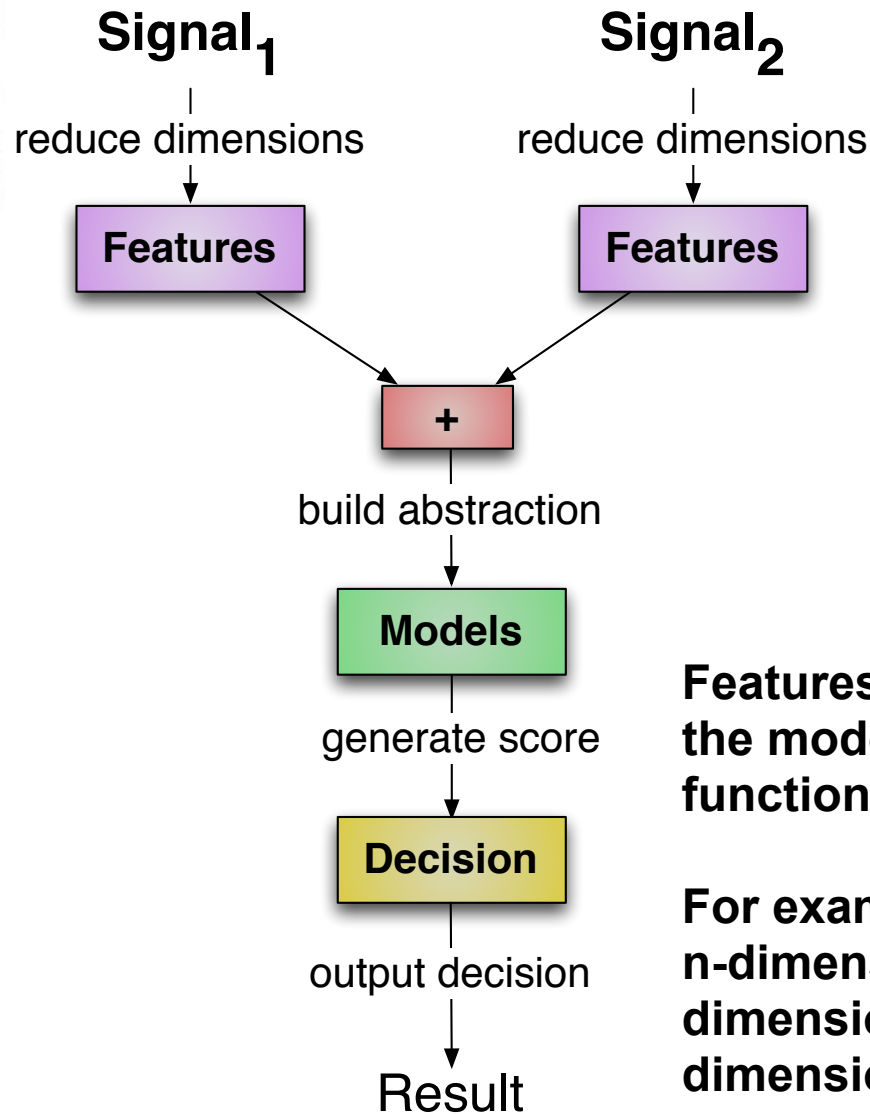 Signal1 Signal2
reduce dimensions reduce dimensions
Features Features
+
build abstraction
Models
generate score
Decision
output decision
Result
Features
the mode
function
For exam
n-dimens
dimensio
dimensio